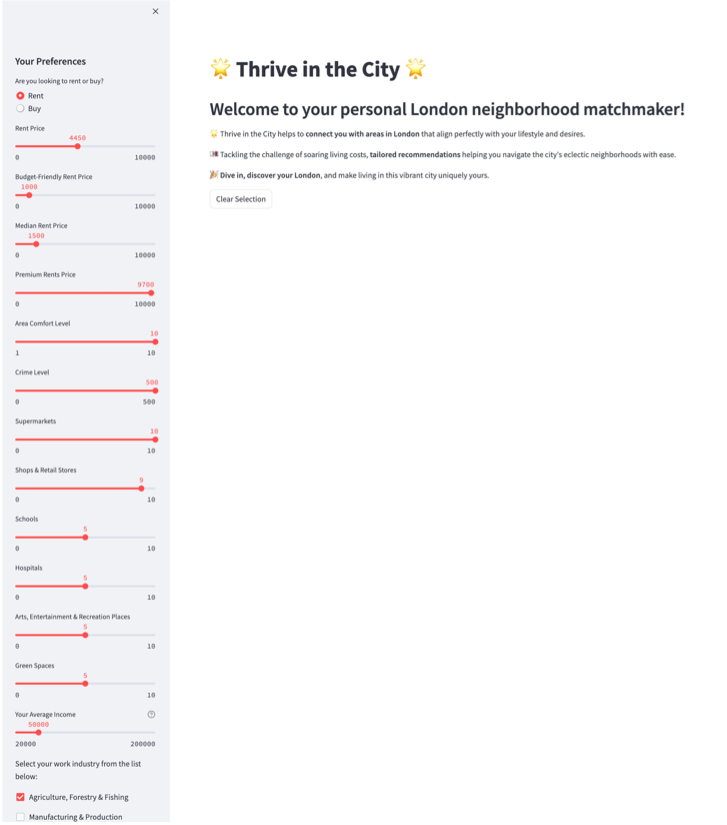 Your Preferences
Are you looking to rent or buy?
Rent
Buy
Rent Price
4450
0 10000
Budget-Friendly Rent Price
1000
0 10000
Median Rent Price
1500
0 10000
Premium Rents Price
9700
0 10000
Area Comfort Level
10
1 10
Crime Level
500
0 500
Supermarkets
10
0 10
Shops & Retail Stores
9
0 10
Schools
5
0 10
Hospitals
5
0 10
Arts, Entertainment & Recreation Places
5
0 10
Green Spaces
5
0 10
Your Average Income
50000
20000 200000
Select your work industry from the list
below:
Agriculture, Forestry & Fishing
Manufacturing & Production
🌟 Thrive in the City 🌟
Welcome to your personal London neighborhood matchmaker!
🌟 Thrive in the City helps to connect you with areas in London that align perfectly with your lifestyle and desires.
Tackling the challenge of soaring living costs, tailored recommendations helping you navigate the city's eclectic neighborhoods with ease.
🎉 Dive in, discover your London, and make living in this vibrant city uniquely yours.
Clear Selection